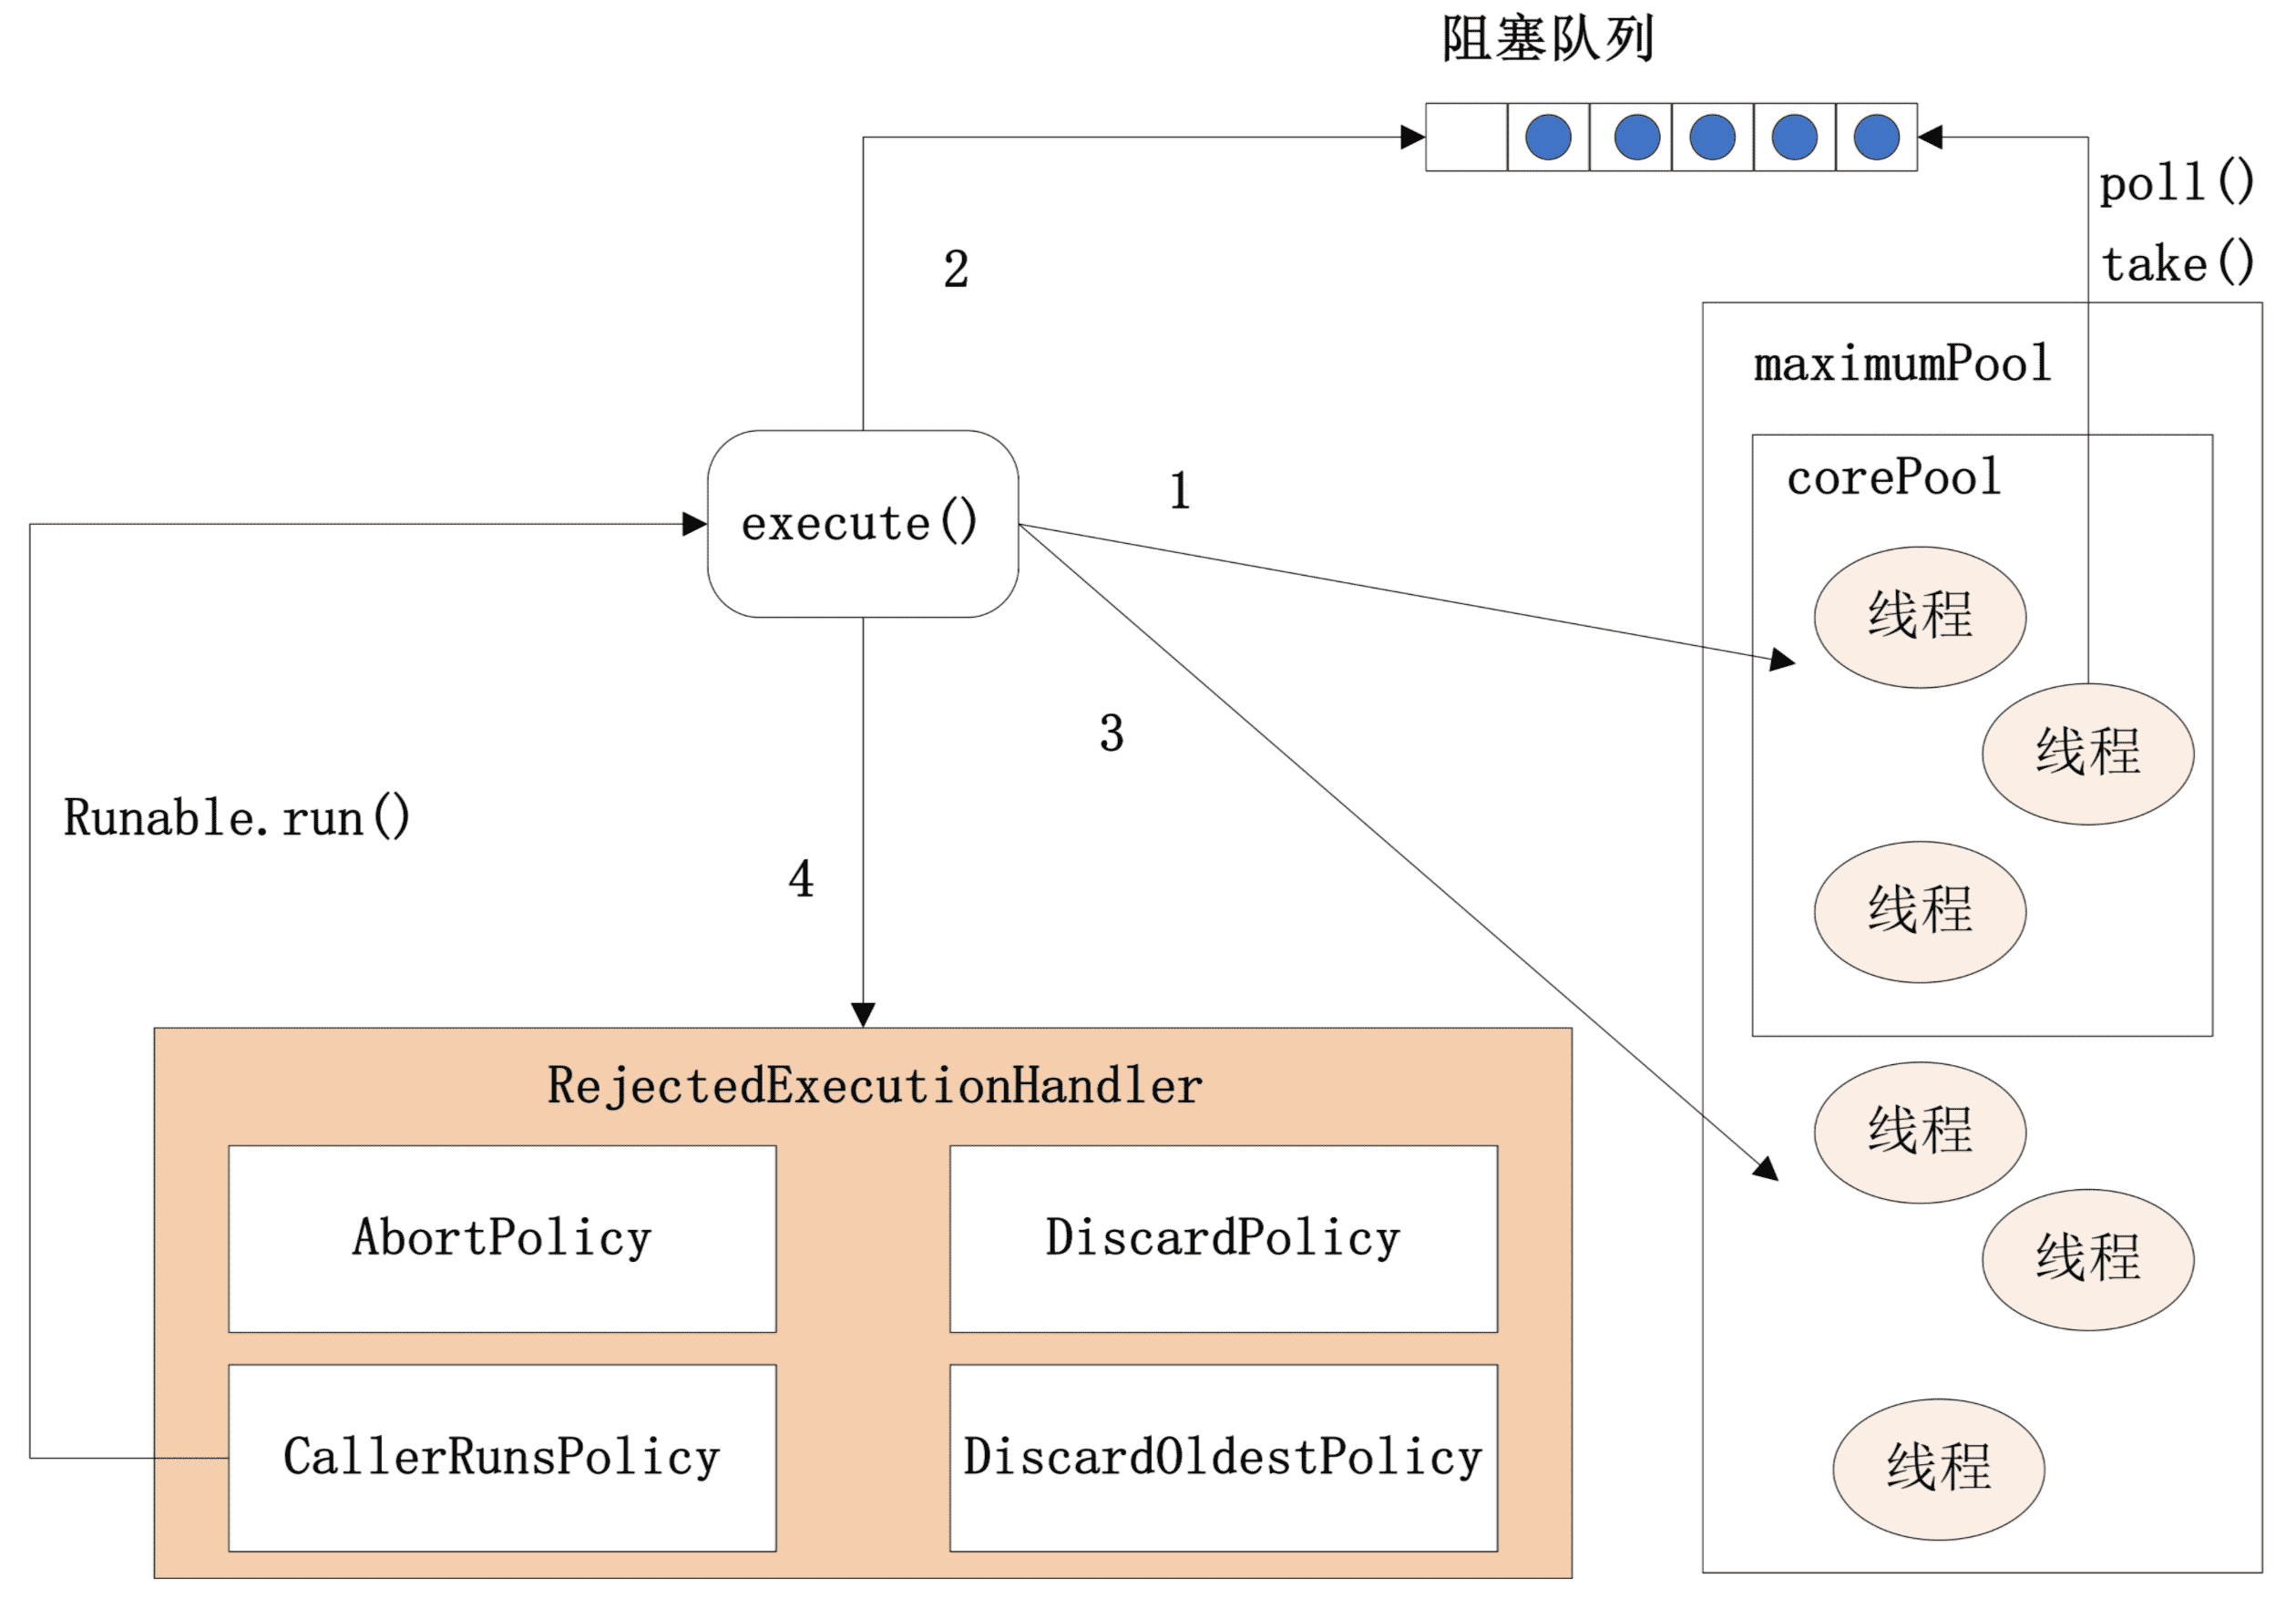 阻塞队列
poll()
take()
2
maximumPool
corePool
1
execute()
线程
线程
3
Runable.run()
4
线程
RejectedExecutionHandler
线程
AbortPolicy
DiscardPolicy
线程
CallerRunsPolicy
DiscardOldestPolicy
线程